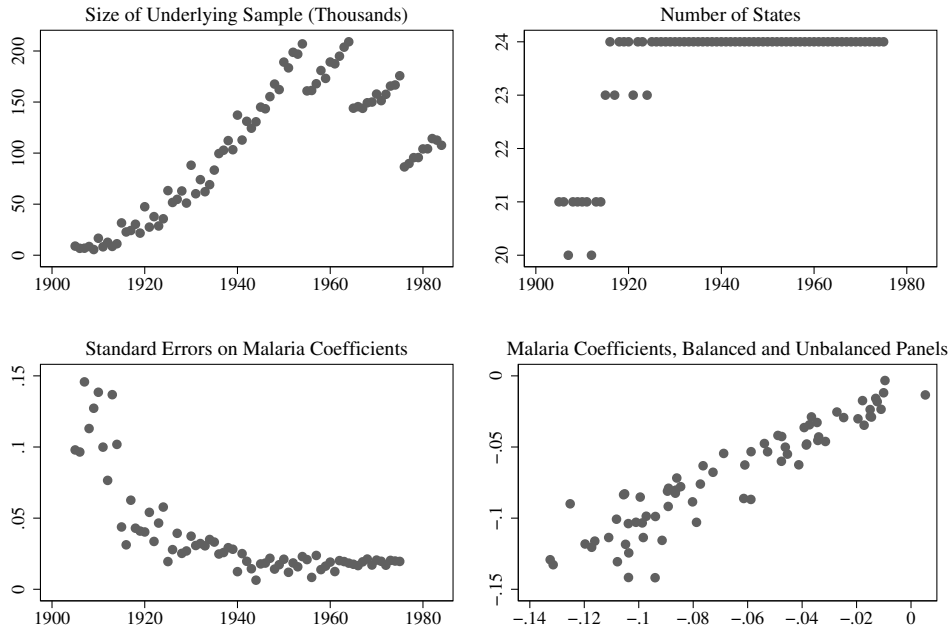 Size of Underlying Sample (Thousands)
200
150
100
50
0
1900 1920 1940 1960 1980
Number of States
24
23
22
21
20
1900 1920 1940 1960 1980
Standard Errors on Malaria Coefficients
.15
.1
.05
0
1900 1920 1940 1960 1980
Malaria Coefficients, Balanced and Unbalanced Panels
0
−.05
−.1
−.15
−.14 −.12 −.1 −.08 −.06 −.04 −.02 0